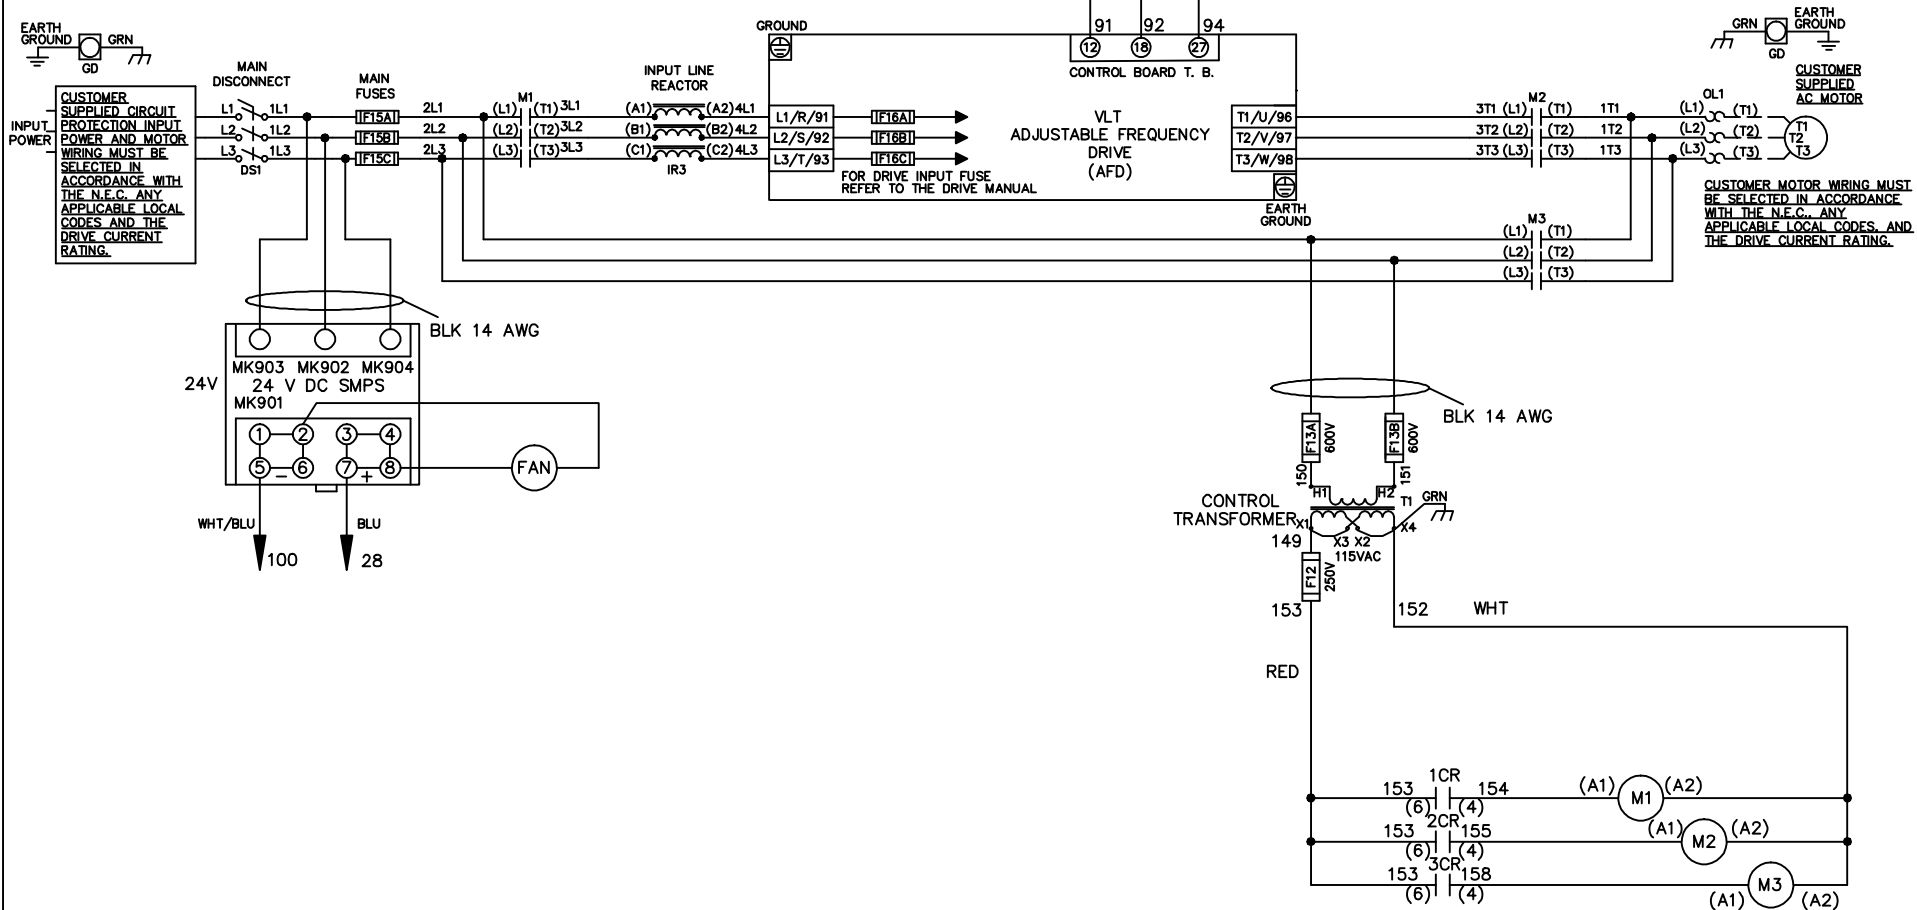 91 92 94
EARTH
GROUND
GRN
GD
GROUND
12 18 27
CONTROL BOARD T. B.
EARTH
GROUND
GRN
GD
CUSTOMER
SUPPLIED
AC MOTOR
MAIN
DISCONNECT
MAIN
FUSES
INPUT LINE
REACTOR
INPUT
POWER
CUSTOMER
SUPPLIED CIRCUIT
PROTECTION INPUT
POWER AND MOTOR
WIRING MUST BE
SELECTED IN
ACCORDANCE WITH
THE N.E.C. ANY
APPLICABLE LOCAL
CODES AND THE
DRIVE CURRENT
RATING.
M1
M2
OL1
L1 1L1 F15A 2L1 (L1) (T1) 3L1 (A1) (A2) 4L1 L1/R/91 F16A
L2 1L2 F15B 2L2 (L2) (T2) 3L2 (B1) (B2) 4L2 L2/S/92 F16B
L3 1L3 F15C 2L3 (L3) (T3) 3L3 (C1) (C2) 4L3 L3/T/93 F16C
DS1
IR3
VLT
ADJUSTABLE FREQUENCY
DRIVE
(AFD)
FOR DRIVE INPUT FUSE
REFER TO THE DRIVE MANUAL
T1/U/96 3T1 (L1) (T1) 1T1 (L1) (T1) T1
T2/V/97 3T2 (L2) (T2) 1T2 (L2) (T2) T2
T3/W/98 3T3 (L3) (T3) 1T3 (L3) (T3) T3
EARTH
GROUND
CUSTOMER MOTOR WIRING MUST
BE SELECTED IN ACCORDANCE
WITH THE N.E.C., ANY
APPLICABLE LOCAL CODES, AND
THE DRIVE CURRENT RATING.
M3
(L1) (T1)
(L2) (T2)
(L3) (T3)
BLK 14 AWG
MK903 MK902 MK904
24V
24 V DC SMPS
MK901
1 2 3 4
5 - 6 7 + 8
FAN
WHT/BLU
BLU
100
28
BLK 14 AWG
F13A
600V
F13B
600V
150
151
CONTROL
TRANSFORMER
H1 H2 T1
GRN
X1 X3 X2 X4
115VAC
149
F12
250V
153
152
WHT
RED
1CR
153 154 (A1) M1 (A2)
(6) (4)
2CR
153 155 (A1) M2 (A2)
(6) (4)
3CR
153 158 M3
(6) (4) (A1) (A2)